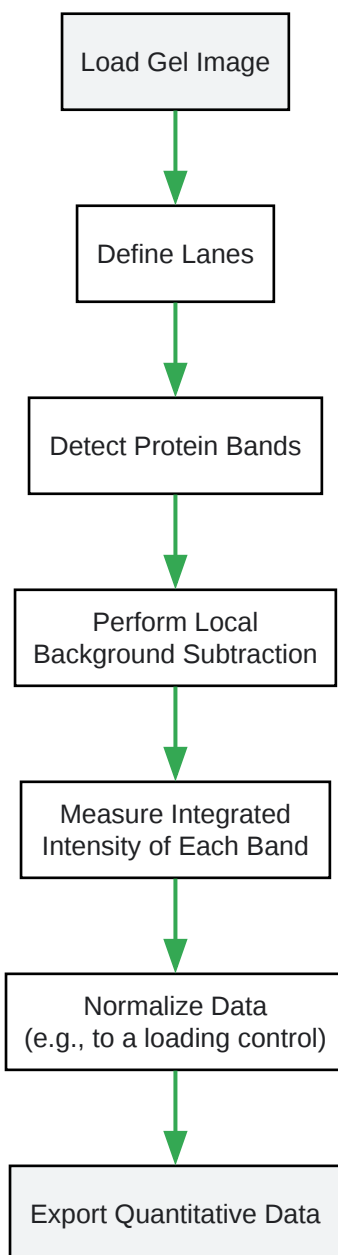 Load Gel Image
Define Lanes
Detect Protein Bands
Perform Local
Background Subtraction
Measure Integrated
Intensity of Each Band
Normalize Data
(e.g., to a loading control)
Export Quantitative Data